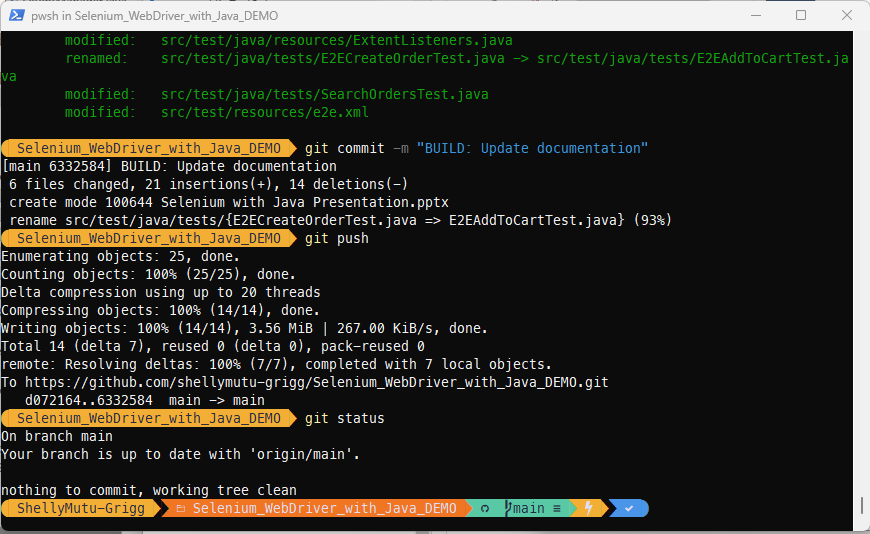 pwsh in Selenium_WebDriver_with_Java_DEMO
modified: src/test/java/resources/ExtentListeners.java
renamed: src/test/java/tests/E2ECreateOrderTest.java -> src/test/java/tests/E2EAddToCartTest.ja
va
modified: src/test/java/tests/SearchOrdersTest.java
modified: src/test/resources/e2e.xml
Selenium_WebDriver_with_Java_DEMO git commit -m "BUILD: Update documentation"
[main 6332584] BUILD: Update documentation
6 files changed, 21 insertions(+), 14 deletions(-)
create mode 100644 Selenium with Java Presentation.pptx
rename src/test/java/tests/{E2ECreateOrderTest.java => E2EAddToCartTest.java} (93%)
Selenium_WebDriver_with_Java_DEMO git push
Enumerating objects: 25, done.
Counting objects: 100% (25/25), done.
Delta compression using up to 20 threads
Compressing objects: 100% (14/14), done.
Writing objects: 100% (14/14), 3.56 MiB | 267.00 KiB/s, done.
Total 14 (delta 7), reused 0 (delta 0), pack-reused 0
remote: Resolving deltas: 100% (7/7), completed with 7 local objects.
To https://github.com/shellymutu-grigg/Selenium_WebDriver_with_Java_DEMO.git
d072164..6332584 main -> main
Selenium_WebDriver_with_Java_DEMO git status
On branch main
Your branch is up to date with 'origin/main'.
nothing to commit, working tree clean
ShellyMutu-Grigg Selenium_WebDriver_with_Java_DEMO main ≡